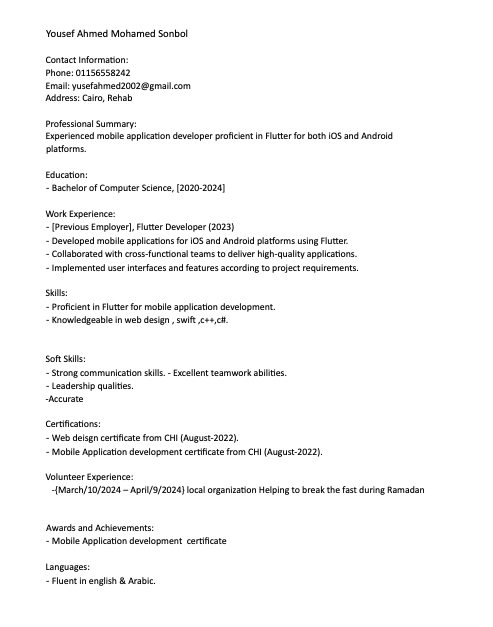 Yousef Ahmed Mohamed Sonbol
Contact Information:
Phone: 01156558242
Email: yusefahmed2002@gmail.com
Address: Cairo, Rehab
Professional Summary:
Experienced mobile application developer proficient in Flutter for both iOS and Android
platforms.
Education:
- Bachelor of Computer Science, [2020-2024]
Work Experience:
- [Previous Employer], Flutter Developer (2023)
- Developed mobile applications for iOS and Android platforms using Flutter.
- Collaborated with cross-functional teams to deliver high-quality applications.
- Implemented user interfaces and features according to project requirements.
Skills:
- Proficient in Flutter for mobile application development.
- Knowledgeable in web design , swift ,c++,c#.
Soft Skills:
- Strong communication skills. - Excellent teamwork abilities.
- Leadership qualities.
-Accurate
Certifications:
- Web deisgn certificate from CHI (August-2022).
- Mobile Application development certificate from CHI (August-2022).
Volunteer Experience:
-{March/10/2024 – April/9/2024} local organization Helping to break the fast during Ramadan
Awards and Achievements:
- Mobile Application development  certificate
Languages:
- Fluent in english & Arabic.